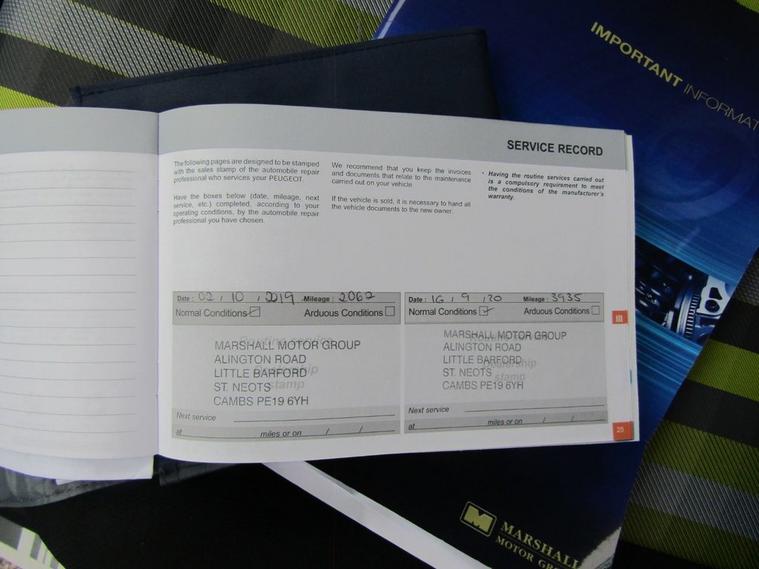 IMPORTANT INFORMAT
SERVICE RECORD
The following pages are designed to be stamped
with the sales stamp of the automobile repair
professional who services your PEUGEOT.
Have the boxes below (date, mileage, next
service, etc.) completed, according to your
operating conditions, by the automobile repair
professional you have chosen.
We recommend that you keep the invoices
and documents that relate to the maintenance
carried out on your vehicle
If the vehicle is sold, it is necessary to hand all
the vehicle documents to the new owner.
• Having the routine services carried out
is a compulsory requirement to meet
the conditions of the manufacturer's
warranty.
Date : 02 / 10 / 2019 Mileage : 2062
Normal Conditions Arduous Conditions
MARSHALL MOTOR GROUP
ALINGTON ROAD
LITTLE BARFORD
ST. NEOTS
stamp
CAMBS PE19 6YH
Next service
at miles or on / /
Date : 16 / 9 / 20 Mileage : 3935
Normal Conditions Arduous Conditions
MARSHALL MOTOR GROUP
ALINGTON ROAD
LITTLE BARFORD
ST. NEOTS
stamp
CAMBS PE19 6YH
Next service
at miles or on / /
III
25
M
MARSHALL
MOTOR GR